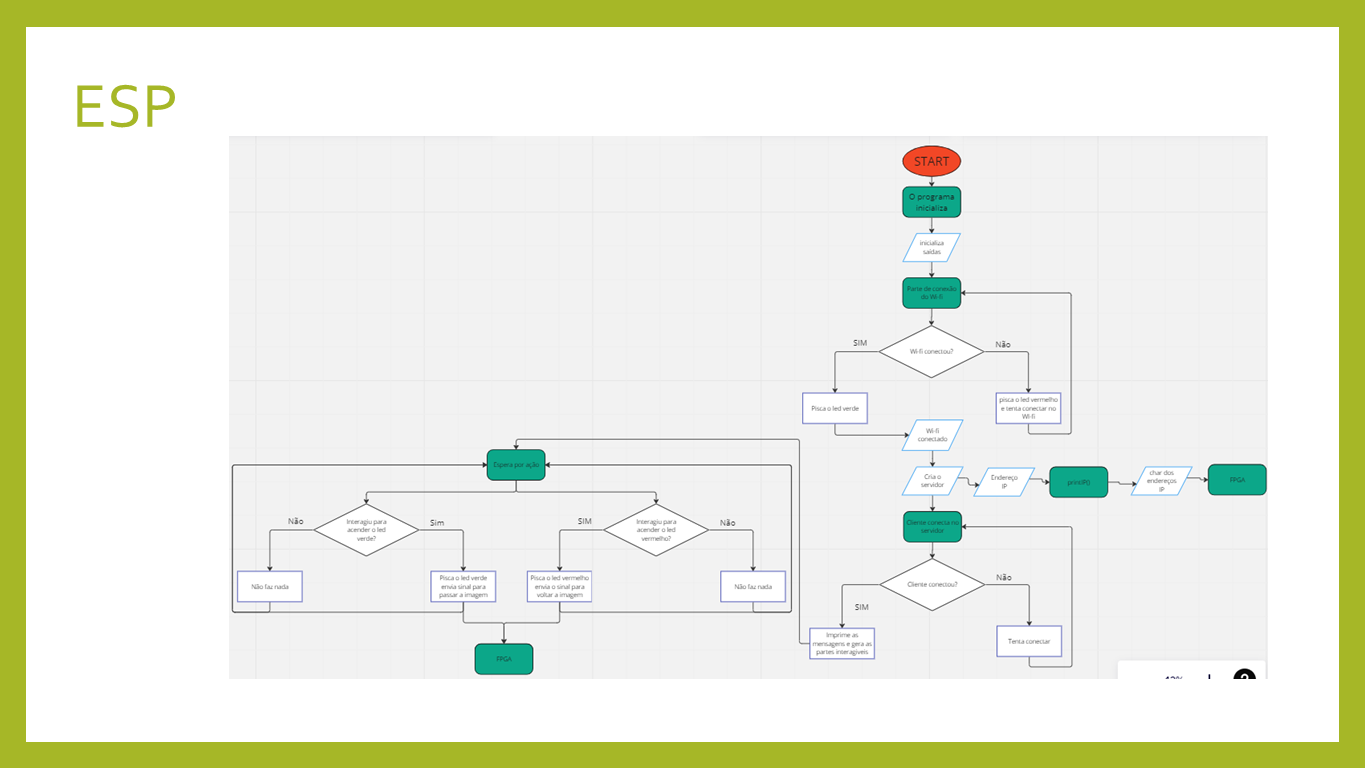 ESP
START
O programa
inicializa
inicializa
saídas
Parte de conexão
do Wi-fi
Wi-fi conectou?
SIM
Não
Pisca o led verde
pisca o led vermelho
e tenta conectar no
Wi-fi
Wi-fi
conectado
Cria o
servidor
Endereço
IP
printIP()
char dos
endereços
IP
FPGA
Cliente conecta no
servidor
Cliente conectou?
SIM
Não
Imprime as
mensagens e gera as
partes interagíveis
Tenta conectar
Espera por ação
Interagiu para
acender o led
verde?
Não
Sim
Não faz nada
Pisca o led verde
envia sinal para
passar a imagem
Interagiu para
acender o led
vermelho?
SIM
Não
Pisca o led vermelho
envia o sinal para
voltar a imagem
Não faz nada
FPGA